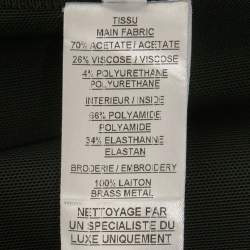 TISSU
MAIN FABRIC
70% ACETATE / ACETATE
26% VISCOSE / VISCOSE
4% POLYURETHANE
POLYURETHANE
INTERIEUR / INSIDE
66% POLYAMIDE
POLYAMIDE
34% ELASTHANNE
ELASTAN
BRODERIE / EMBROIDERY
100% LAITON
BRASS METAL
NETTOYAGE PAR
UN SPECIALISTE DU
LUXE UNIQUEMENT